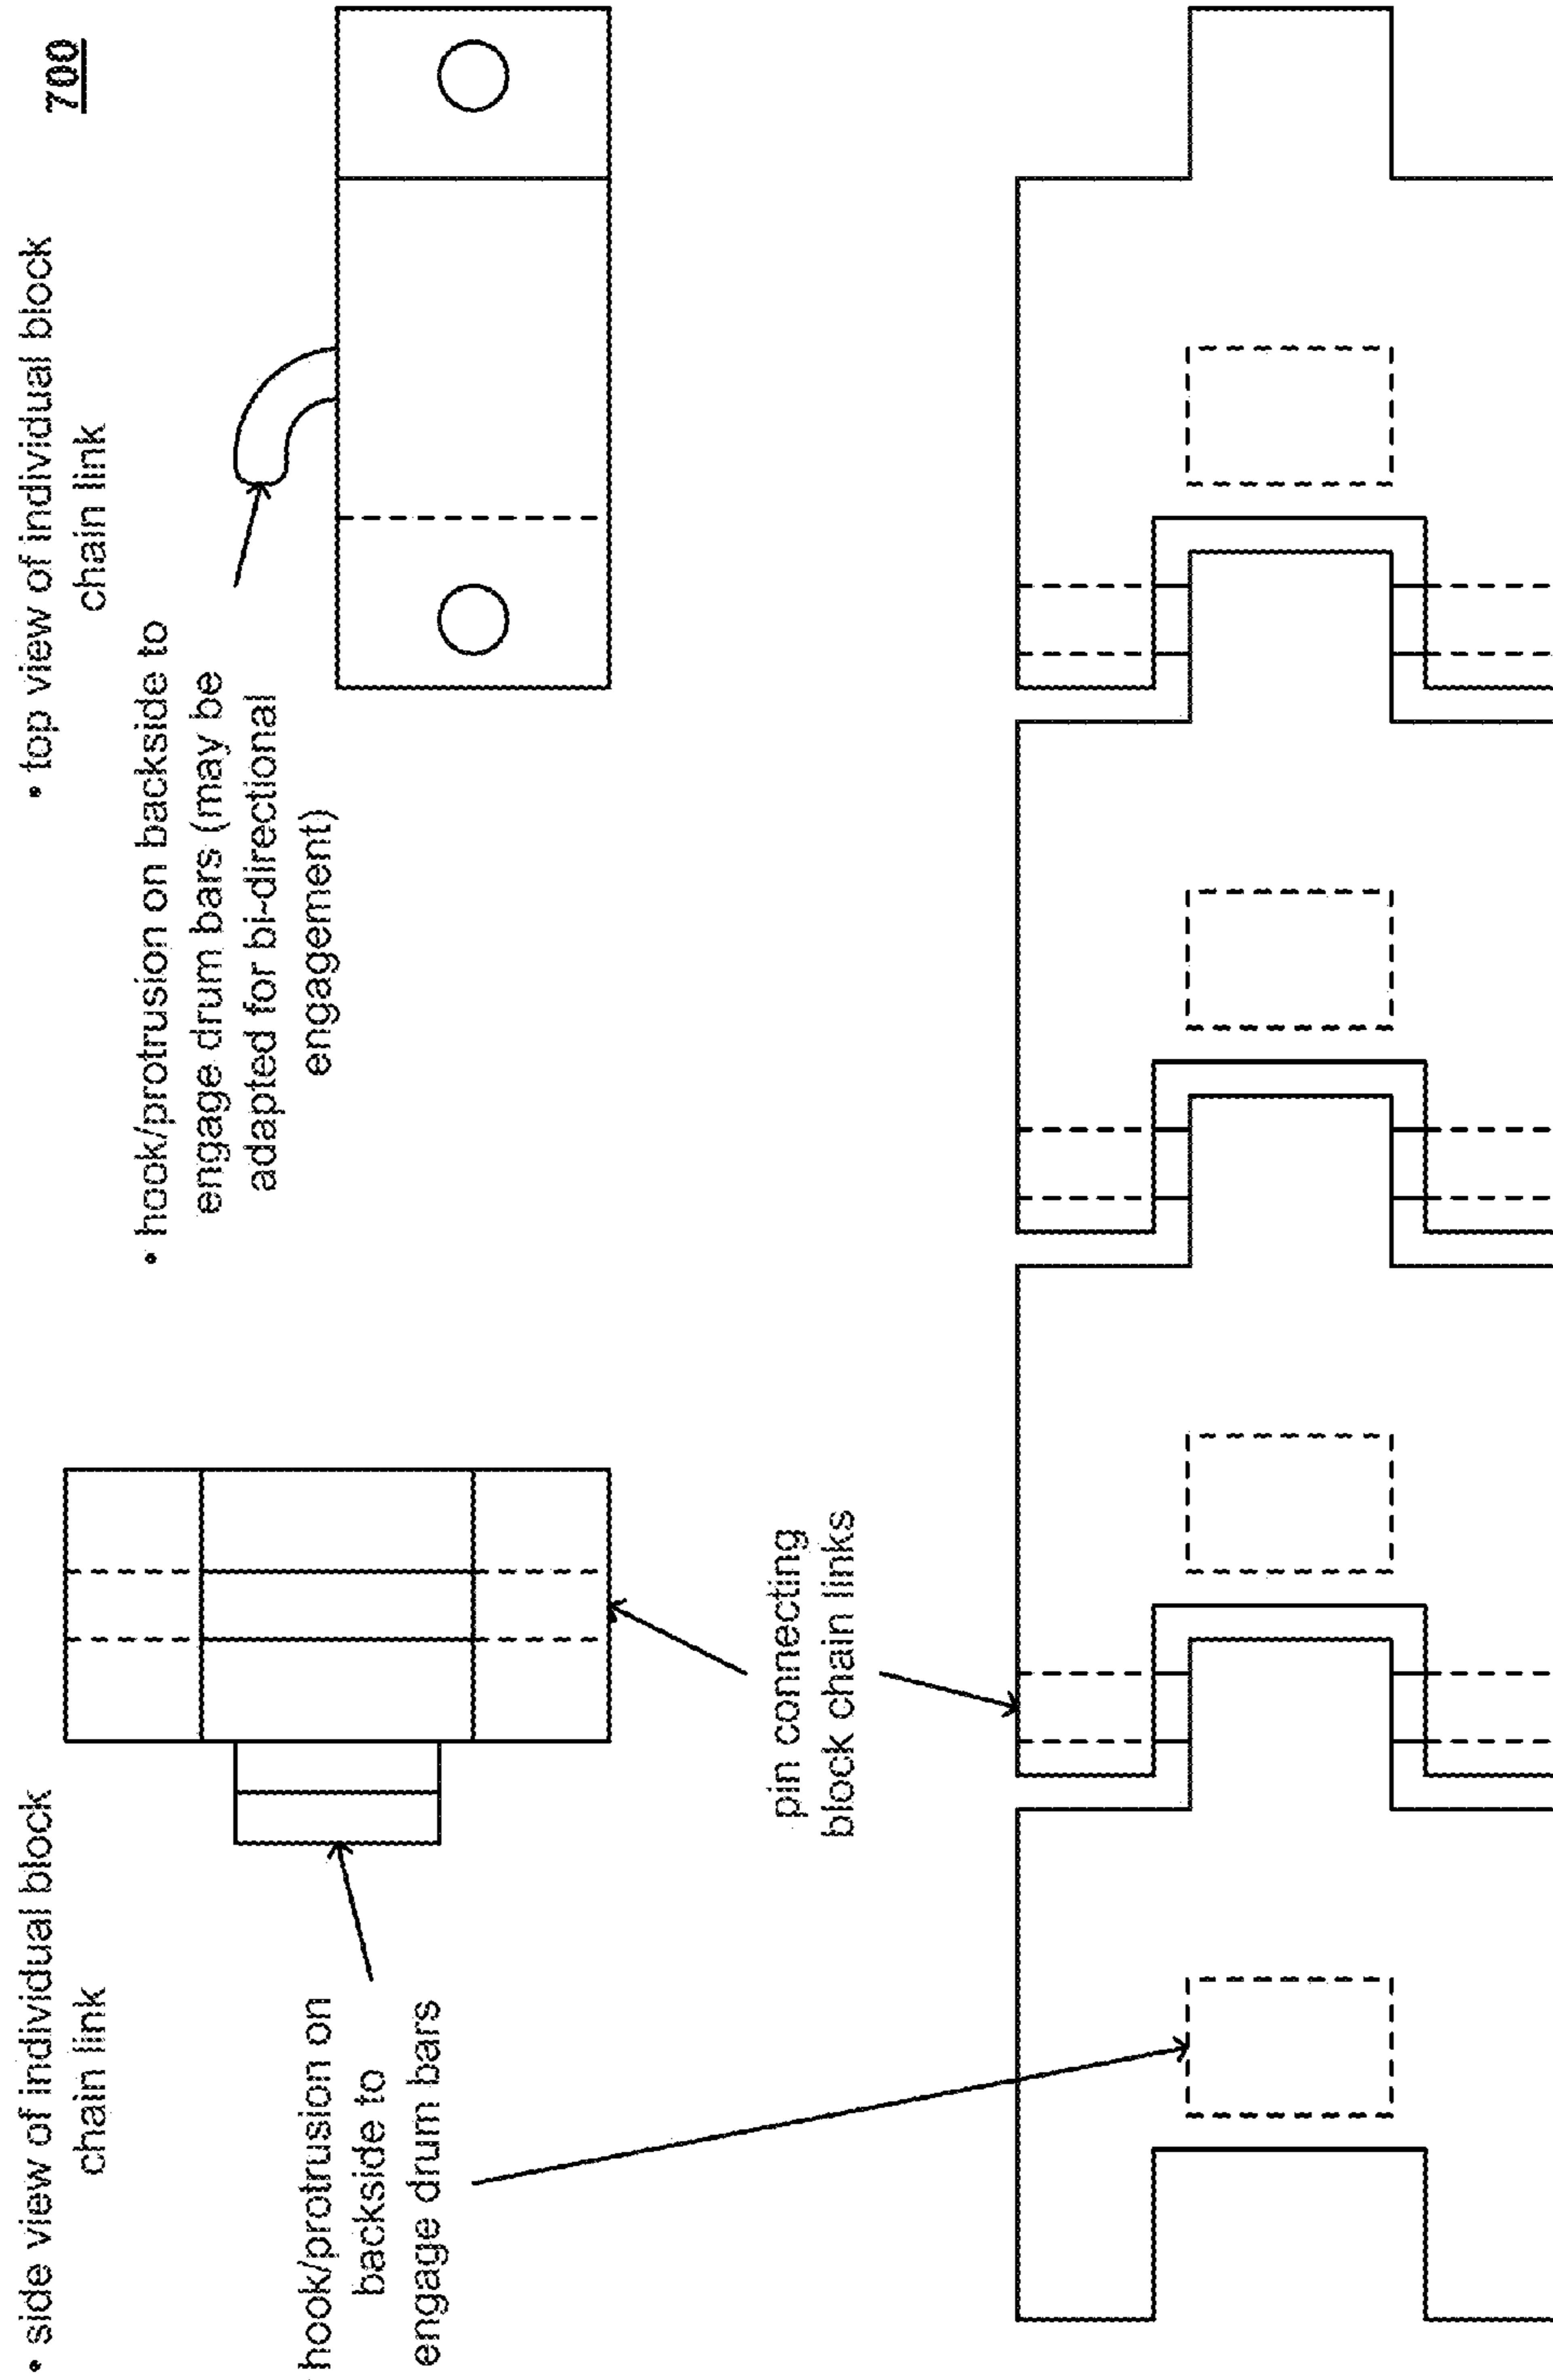 700
• side view of individual block
chain link
hook/protrusion on
backside to
engage drum bars
pin connecting
block chain links
• top view of individual block
chain link
• hook/protrusion on backside to
engage drum bars (may be
adapted for bi-directional
engagement)